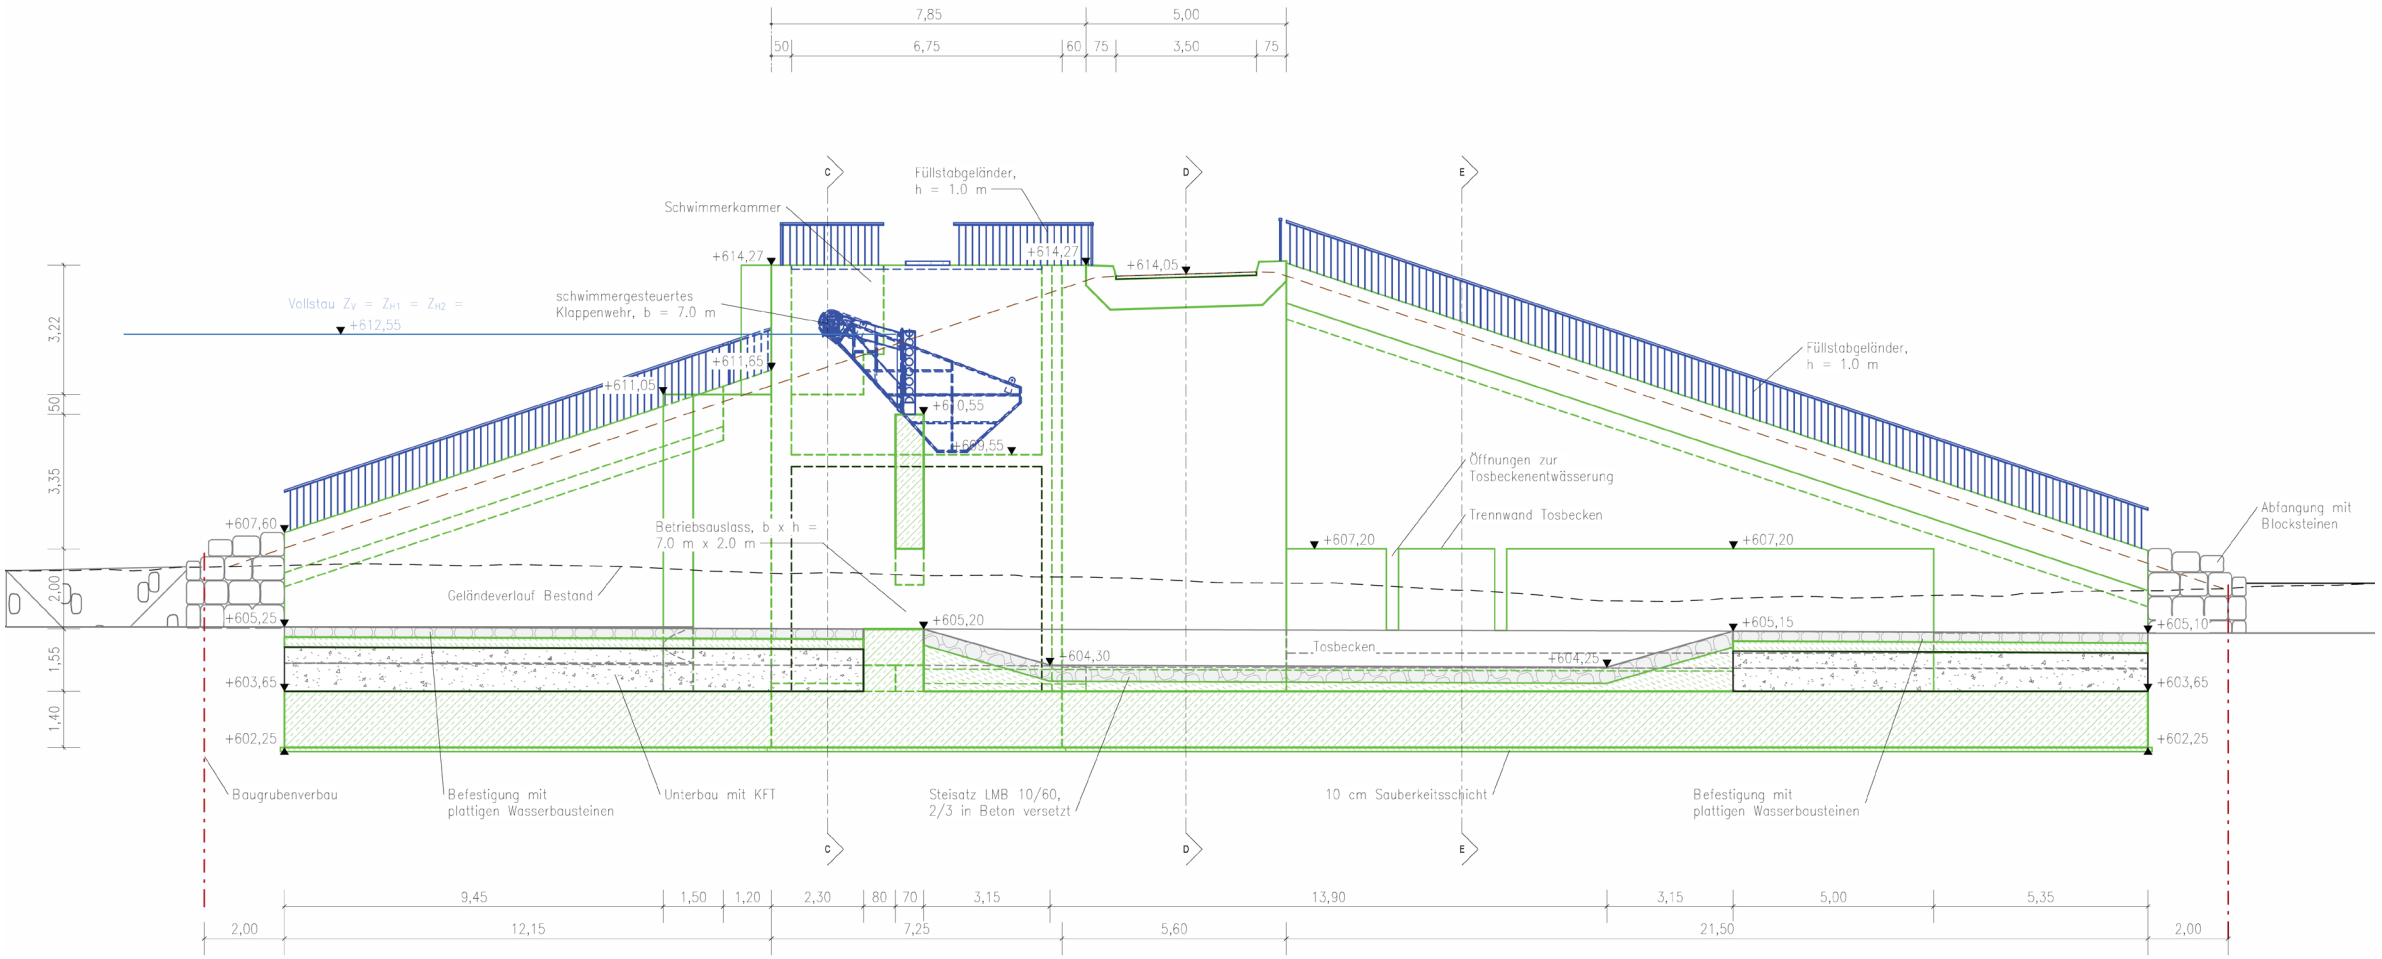 7,85
5,00
50
6,75
60
75
3,50
75
C
D
E
Füllstabgeländer,
h = 1.0 m
Schwimmerkammer
+614,27
+614,27
+614,05
schwimmergesteuertes
Klappenwehr, b = 7.0 m
Vollstau ZV = ZH1 = ZH2 =
+612,55
3,22
+611,65
+611,05
Füllstabgeländer,
h = 1.0 m
50
+610,55
+609,55
3,35
Öffnungen zur
Tosbeckenentwässerung
Trennwand Tosbecken
Abfangung mit
Blocksteinen
+607,60
Betriebsauslass, b x h =
7.0 m x 2.0 m
+607,20
+607,20
2,00
Geländeverlauf Bestand
+605,25
+605,20
+605,15
+605,10
Tosbecken
1,55
+604,30
+604,25
+603,65
+603,65
1,40
+602,25
+602,25
Baugrubenverbau
Befestigung mit
plattigen Wasserbausteinen
Unterbau mit KFT
Steisatz LMB 10/60,
2/3 in Beton versetzt
10 cm Sauberkeitsschicht
Befestigung mit
plattigen Wasserbausteinen
C
D
E
9,45
1,50
1,20
2,30
80
70
3,15
13,90
3,15
5,00
5,35
2,00
12,15
7,25
5,60
21,50
2,00